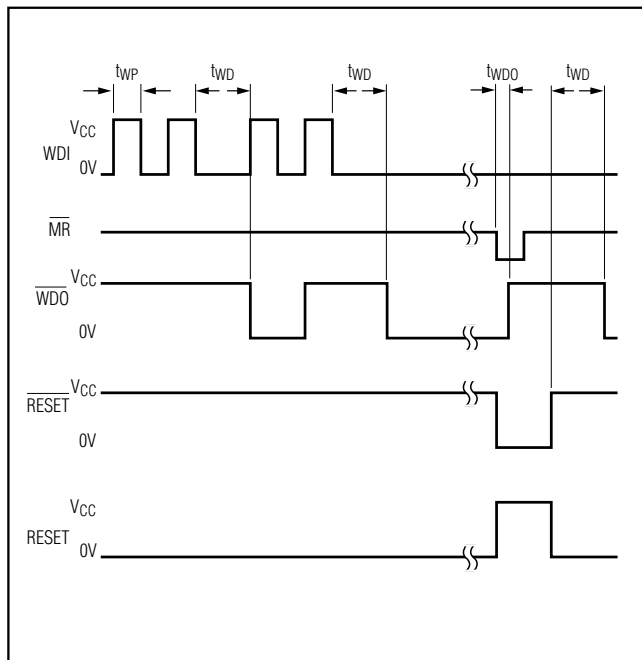 tWP tWD tWD tWDO tWD
VCC
WDI
0V
MR
VCC
WDO
0V
VCC
RESET
0V
VCC
RESET
0V